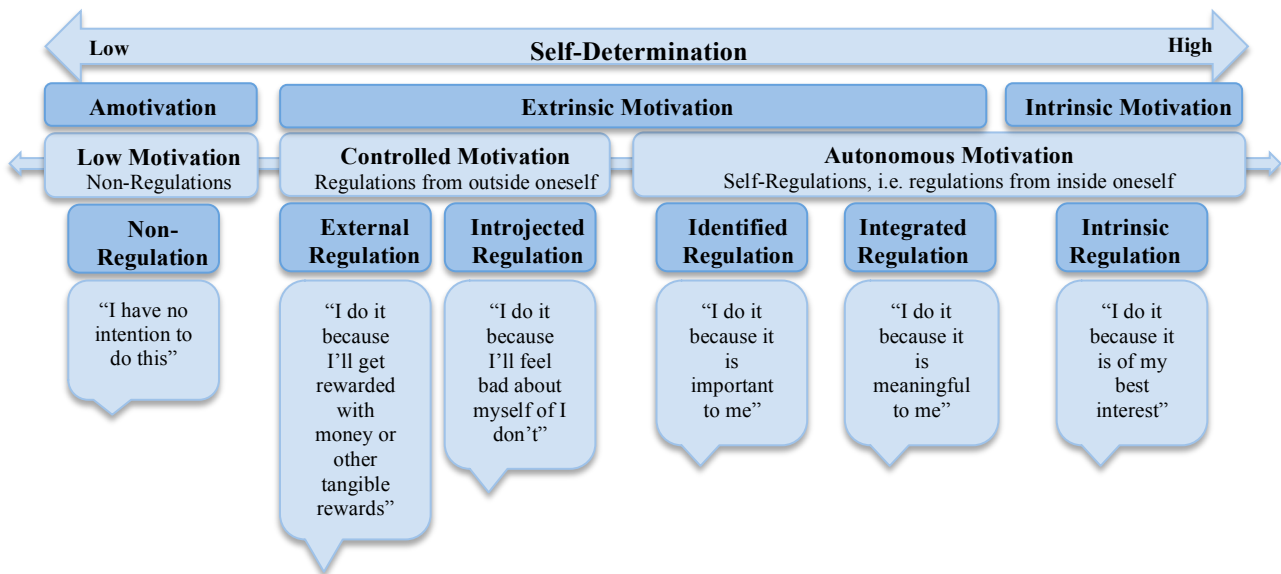 Low
Self-Determination
High
Amotivation
Extrinsic Motivation
Intrinsic Motivation
Low Motivation
Non-Regulations
Controlled Motivation
Regulations from outside oneself
Autonomous Motivation
Self-Regulations, i.e. regulations from inside oneself
Non-
Regulation
External
Regulation
Introjected
Regulation
Identified
Regulation
Integrated
Regulation
Intrinsic
Regulation
“I have no
intention to
do this”
“I do it
because
I’ll get
rewarded
with
money or
other
tangible
rewards”
“I do it
because
I’ll feel
bad about
myself of I
don’t”
“I do it
because it
is
important
to me”
“I do it
because it
is
meaningful
to me”
“I do it
because it
is of my
best
interest”